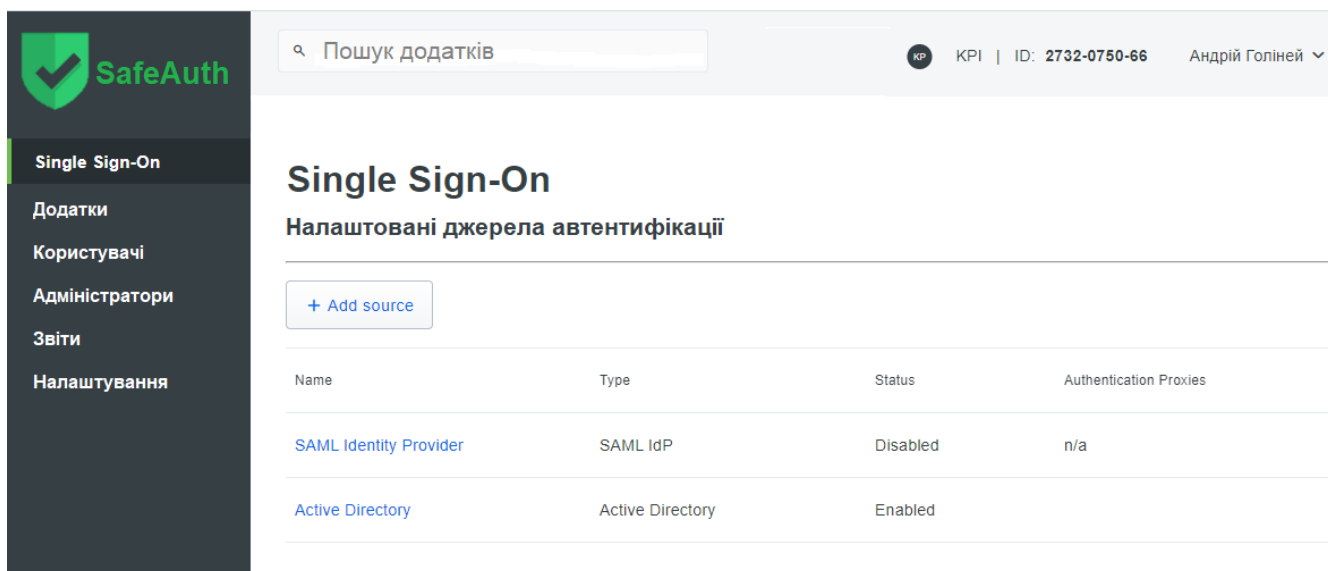 SafeAuth
Пошук додатків
KP KPI | ID: 2732-0750-66 Андрій Голіней
Single Sign-On
Додатки
Користувачі
Адміністратори
Звіти
Налаштування
Single Sign-On
Налаштовані джерела автентифікації
+ Add source
Name Type Status Authentication Proxies
SAML Identity Provider SAML IdP Disabled n/a
Active Directory Active Directory Enabled